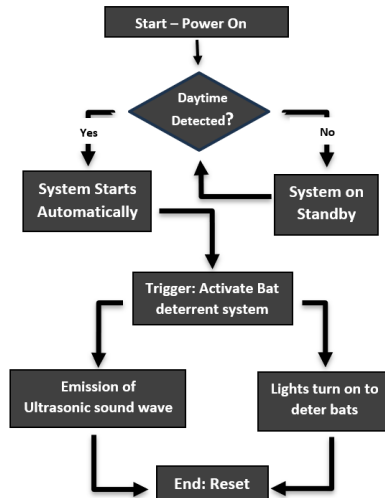 Start – Power On
Daytime
Detected?
Yes
No
System Starts
Automatically
System on
Standby
Trigger: Activate Bat
deterrent system
Emission of
Ultrasonic sound wave
Lights turn on to
deter bats
End: Reset